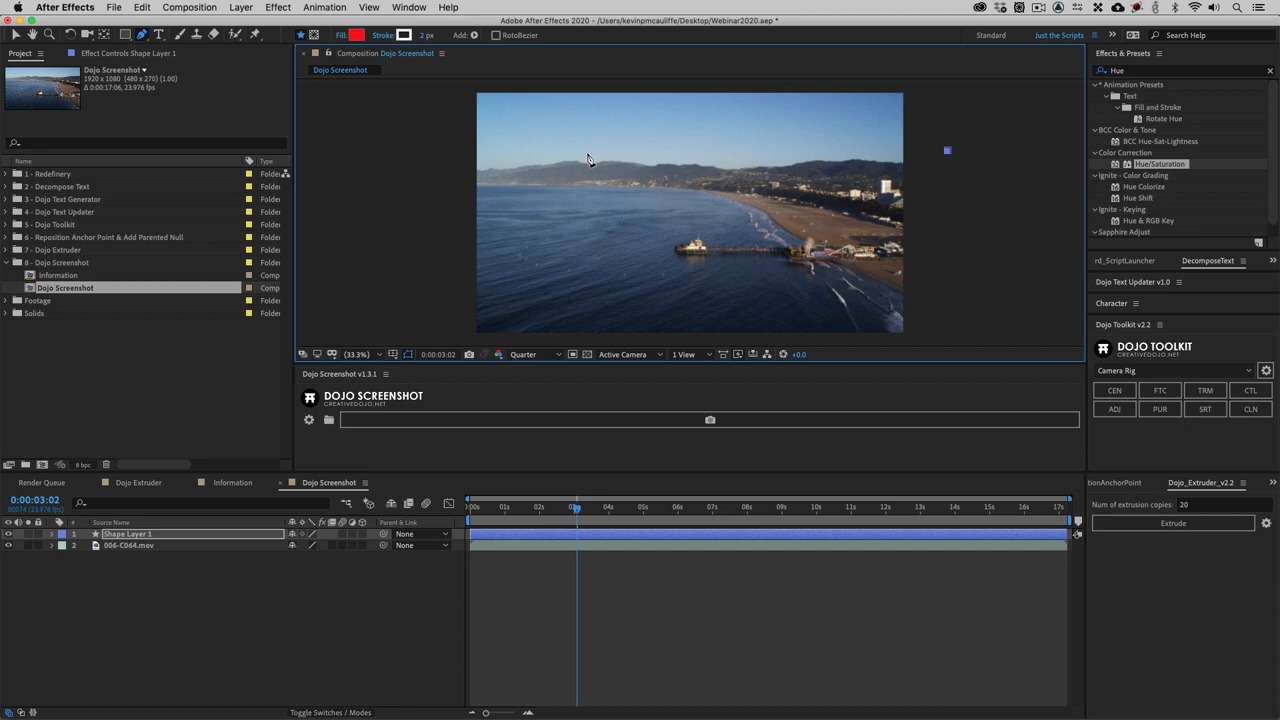 After Effects File Edit Composition Layer Effect Animation View Window Help
Adobe After Effects 2020 - /Users/kevinpmcauliffe/Desktop/Webinar2020.aep *
Fill: Stroke: 2 px Add: RotoBezier Standard Just the Scripts Search Help
Project Effect Controls Shape Layer 1
Composition Dojo Screenshot
Effects & Presets
Dojo Screenshot
1920 x 1080 (480 x 270) (1.00)
Δ 0:00:17:06, 23.976 fps
Dojo Screenshot
Hue
* Animation Presets
Text
Fill and Stroke
Rotate Hue
BCC Color & Tone
BCC Hue-Sat-Lightness
Color Correction
Hue/Saturation
Ignite - Color Grading
Hue Colorize
Hue Shift
Ignite - Keying
Hue & RGB Key
Sapphire Adjust
Name Type
1 - Redefinery Folder
2 - Decompose Text Folder
3 - Dojo Text Generator Folder
4 - Dojo Text Updater Folder
5 - Dojo Toolkit Folder
6 - Reposition Anchor Point & Add Parented Null Folder
7 - Dojo Extruder Folder
8 - Dojo Screenshot Folder
Information Comp
Dojo Screenshot Comp
Footage Folder
Solids Folder
8 bpc
(33.3%) 0:00:03:02 Quarter Active Camera 1 View +0.0
Dojo Screenshot v1.3.1
DOJO SCREENSHOT
CREATIVEDOJO.NET
rd_ScriptLauncher DecomposeText
Dojo Text Updater v1.0
Character
Dojo Toolkit v2.2
DOJO TOOLKIT
CREATIVEDOJO.NET
Camera Rig
CEN FTC TRM CTL
ADJ PUR SRT CLN
Render Queue Dojo Extruder Information Dojo Screenshot
0:00:03:02
00074 (23.976 fps)
# Source Name Parent & Link
1 Shape Layer 1 None
2 006-C064.mov None
:00s 01s 02s 04s 05s 06s 07s 08s 09s 10s 11s 12s 13s 14s 15s 16s 17s
Toggle Switches / Modes
tionAnchorPoint Dojo_Extruder_v2.2
Num of extrusion copies: 20
Extrude